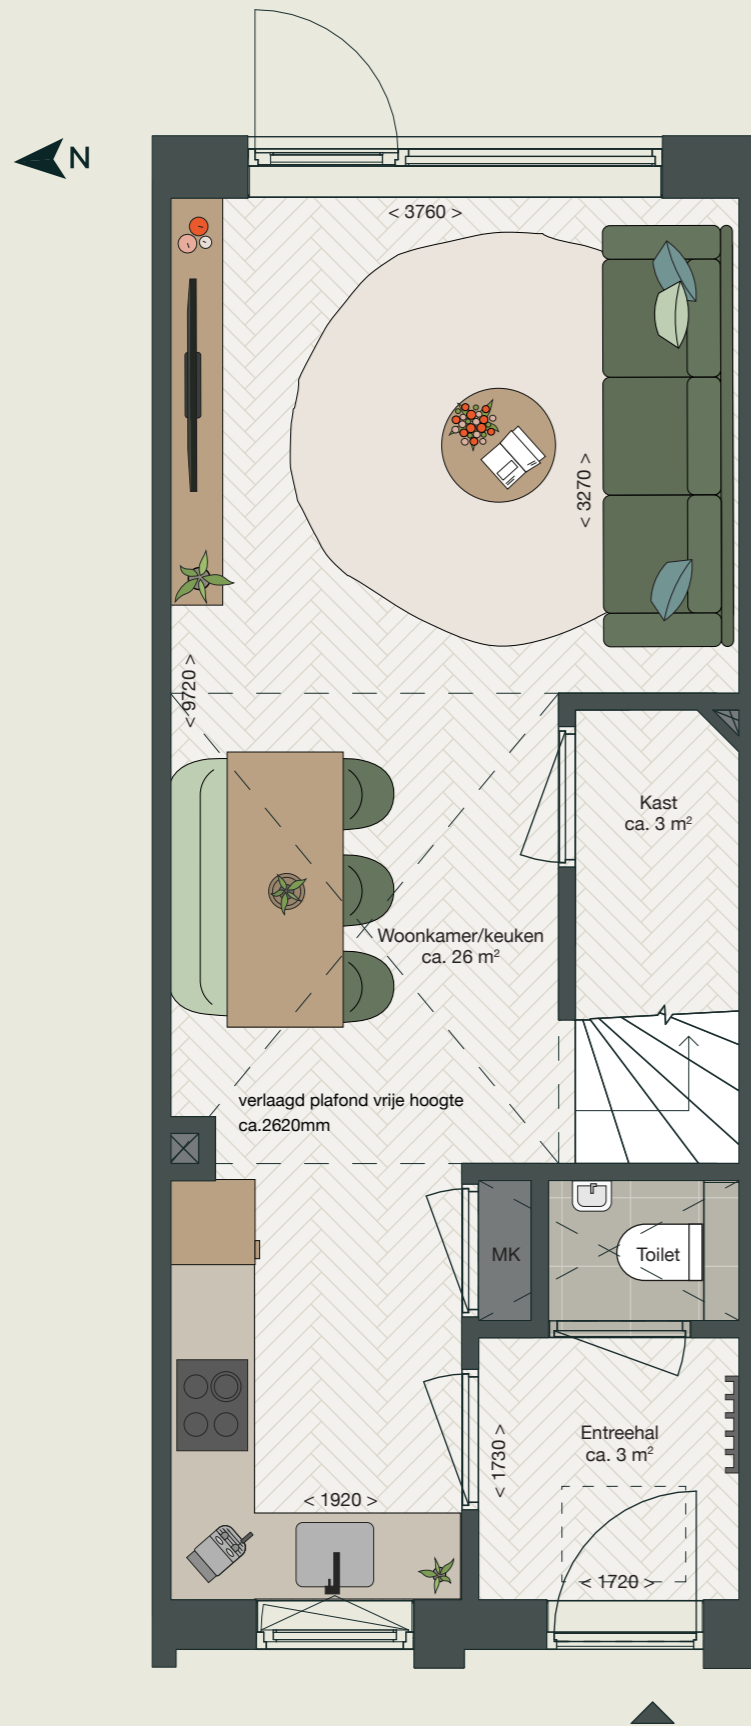 N
< 3760 >
< 3270 >
< 9720 >
Kast
ca. 3 m²
Woonkamer/keuken
ca. 26 m²
verlaagd plafond vrije hoogte
ca.2620mm
MK
Toilet
Entreehal
ca. 3 m²
< 1730 >
< 1920 >
< 1720 >